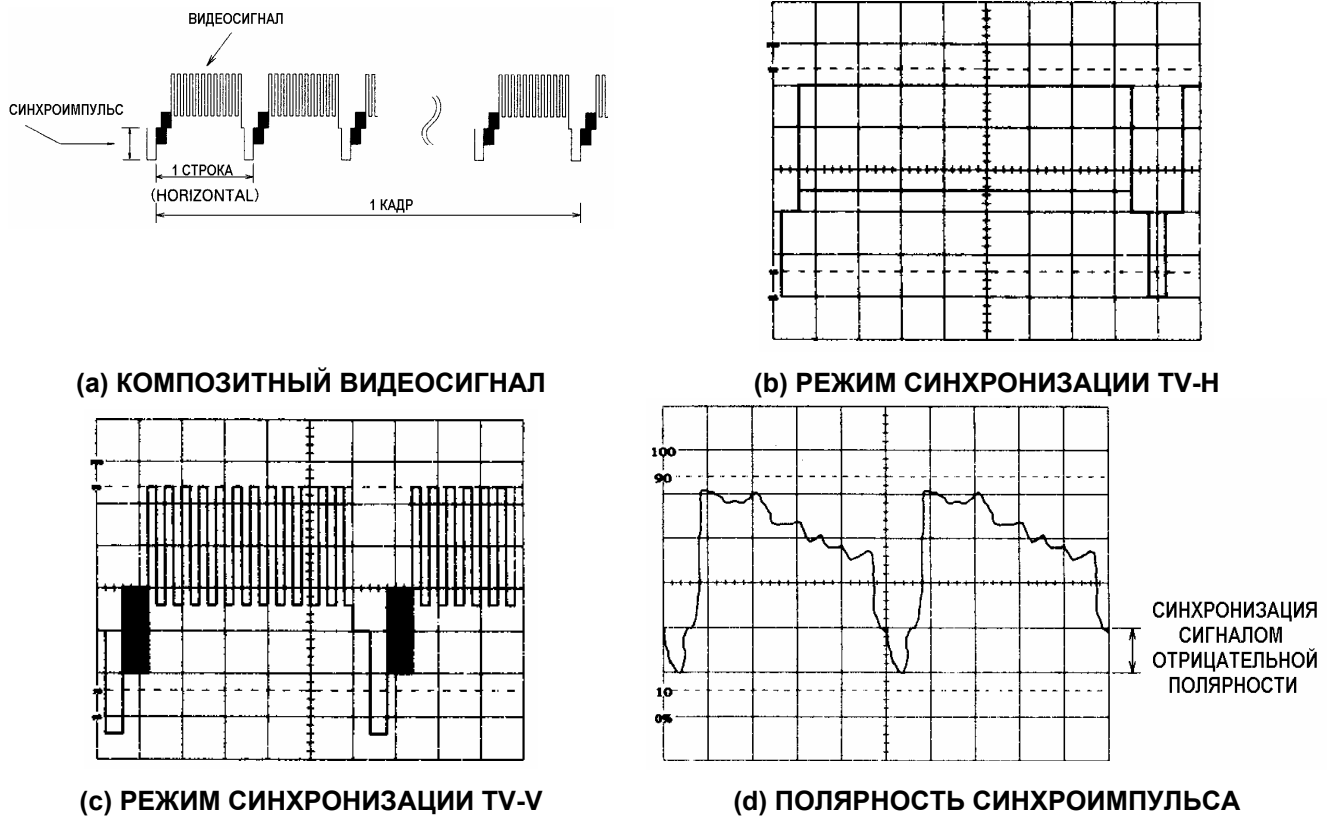 ВИДЕОСИГНАЛ
СИНХРОИМПУЛЬС
1 СТРОКА
(HORIZONTAL)
1 КАДР
(a) КОМПОЗИТНЫЙ ВИДЕОСИГНАЛ
(b) РЕЖИМ СИНХРОНИЗАЦИИ TV-H
(c) РЕЖИМ СИНХРОНИЗАЦИИ TV-V
100
90
10
0%
СИНХРОНИЗАЦИЯ
СИГНАЛОМ
ОТРИЦАТЕЛЬНОЙ
ПОЛЯРНОСТИ
(d) ПОЛЯРНОСТЬ СИНХРОИМПУЛЬСА